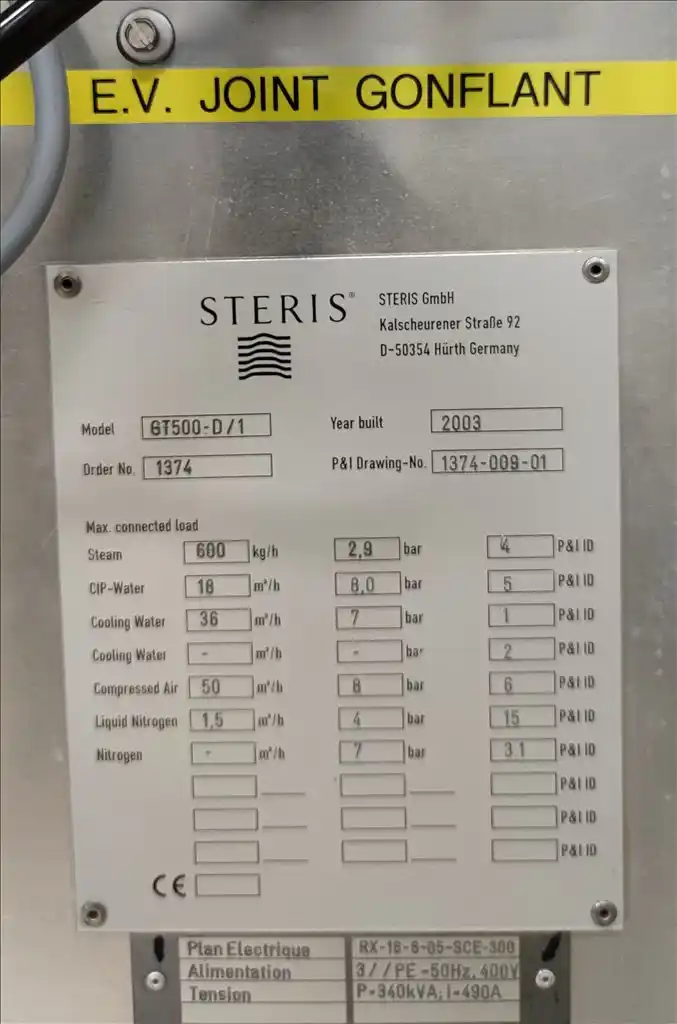 E.V. JOINT GONFLANT
STERIS®
STERIS GmbH
Kalscheurener Straße 92
D-50354 Hürth Germany
Model GT500-D/1 Year built 2003
Order No. 1374 P&I Drawing-No. 1374-009-01
Max. connected load
Steam 600 kg/h 2,9 bar 4 P&I ID
CIP-Water 18 m³/h 8,0 bar 5 P&I ID
Cooling Water 36 m³/h 7 bar 1 P&I ID
Cooling Water - m³/h - bar 2 P&I ID
Compressed Air 50 m³/h 8 bar 6 P&I ID
Liquid Nitrogen 1,5 m³/h 4 bar 15 P&I ID
Nitrogen - m³/h 7 bar 3.1 P&I ID
P&I ID
P&I ID
P&I ID
CE
Plan Electrique RX-18-6-05-SCE-300
Alimentation 3//PE-50Hz, 400V
Tension P-340kVA; I-490A